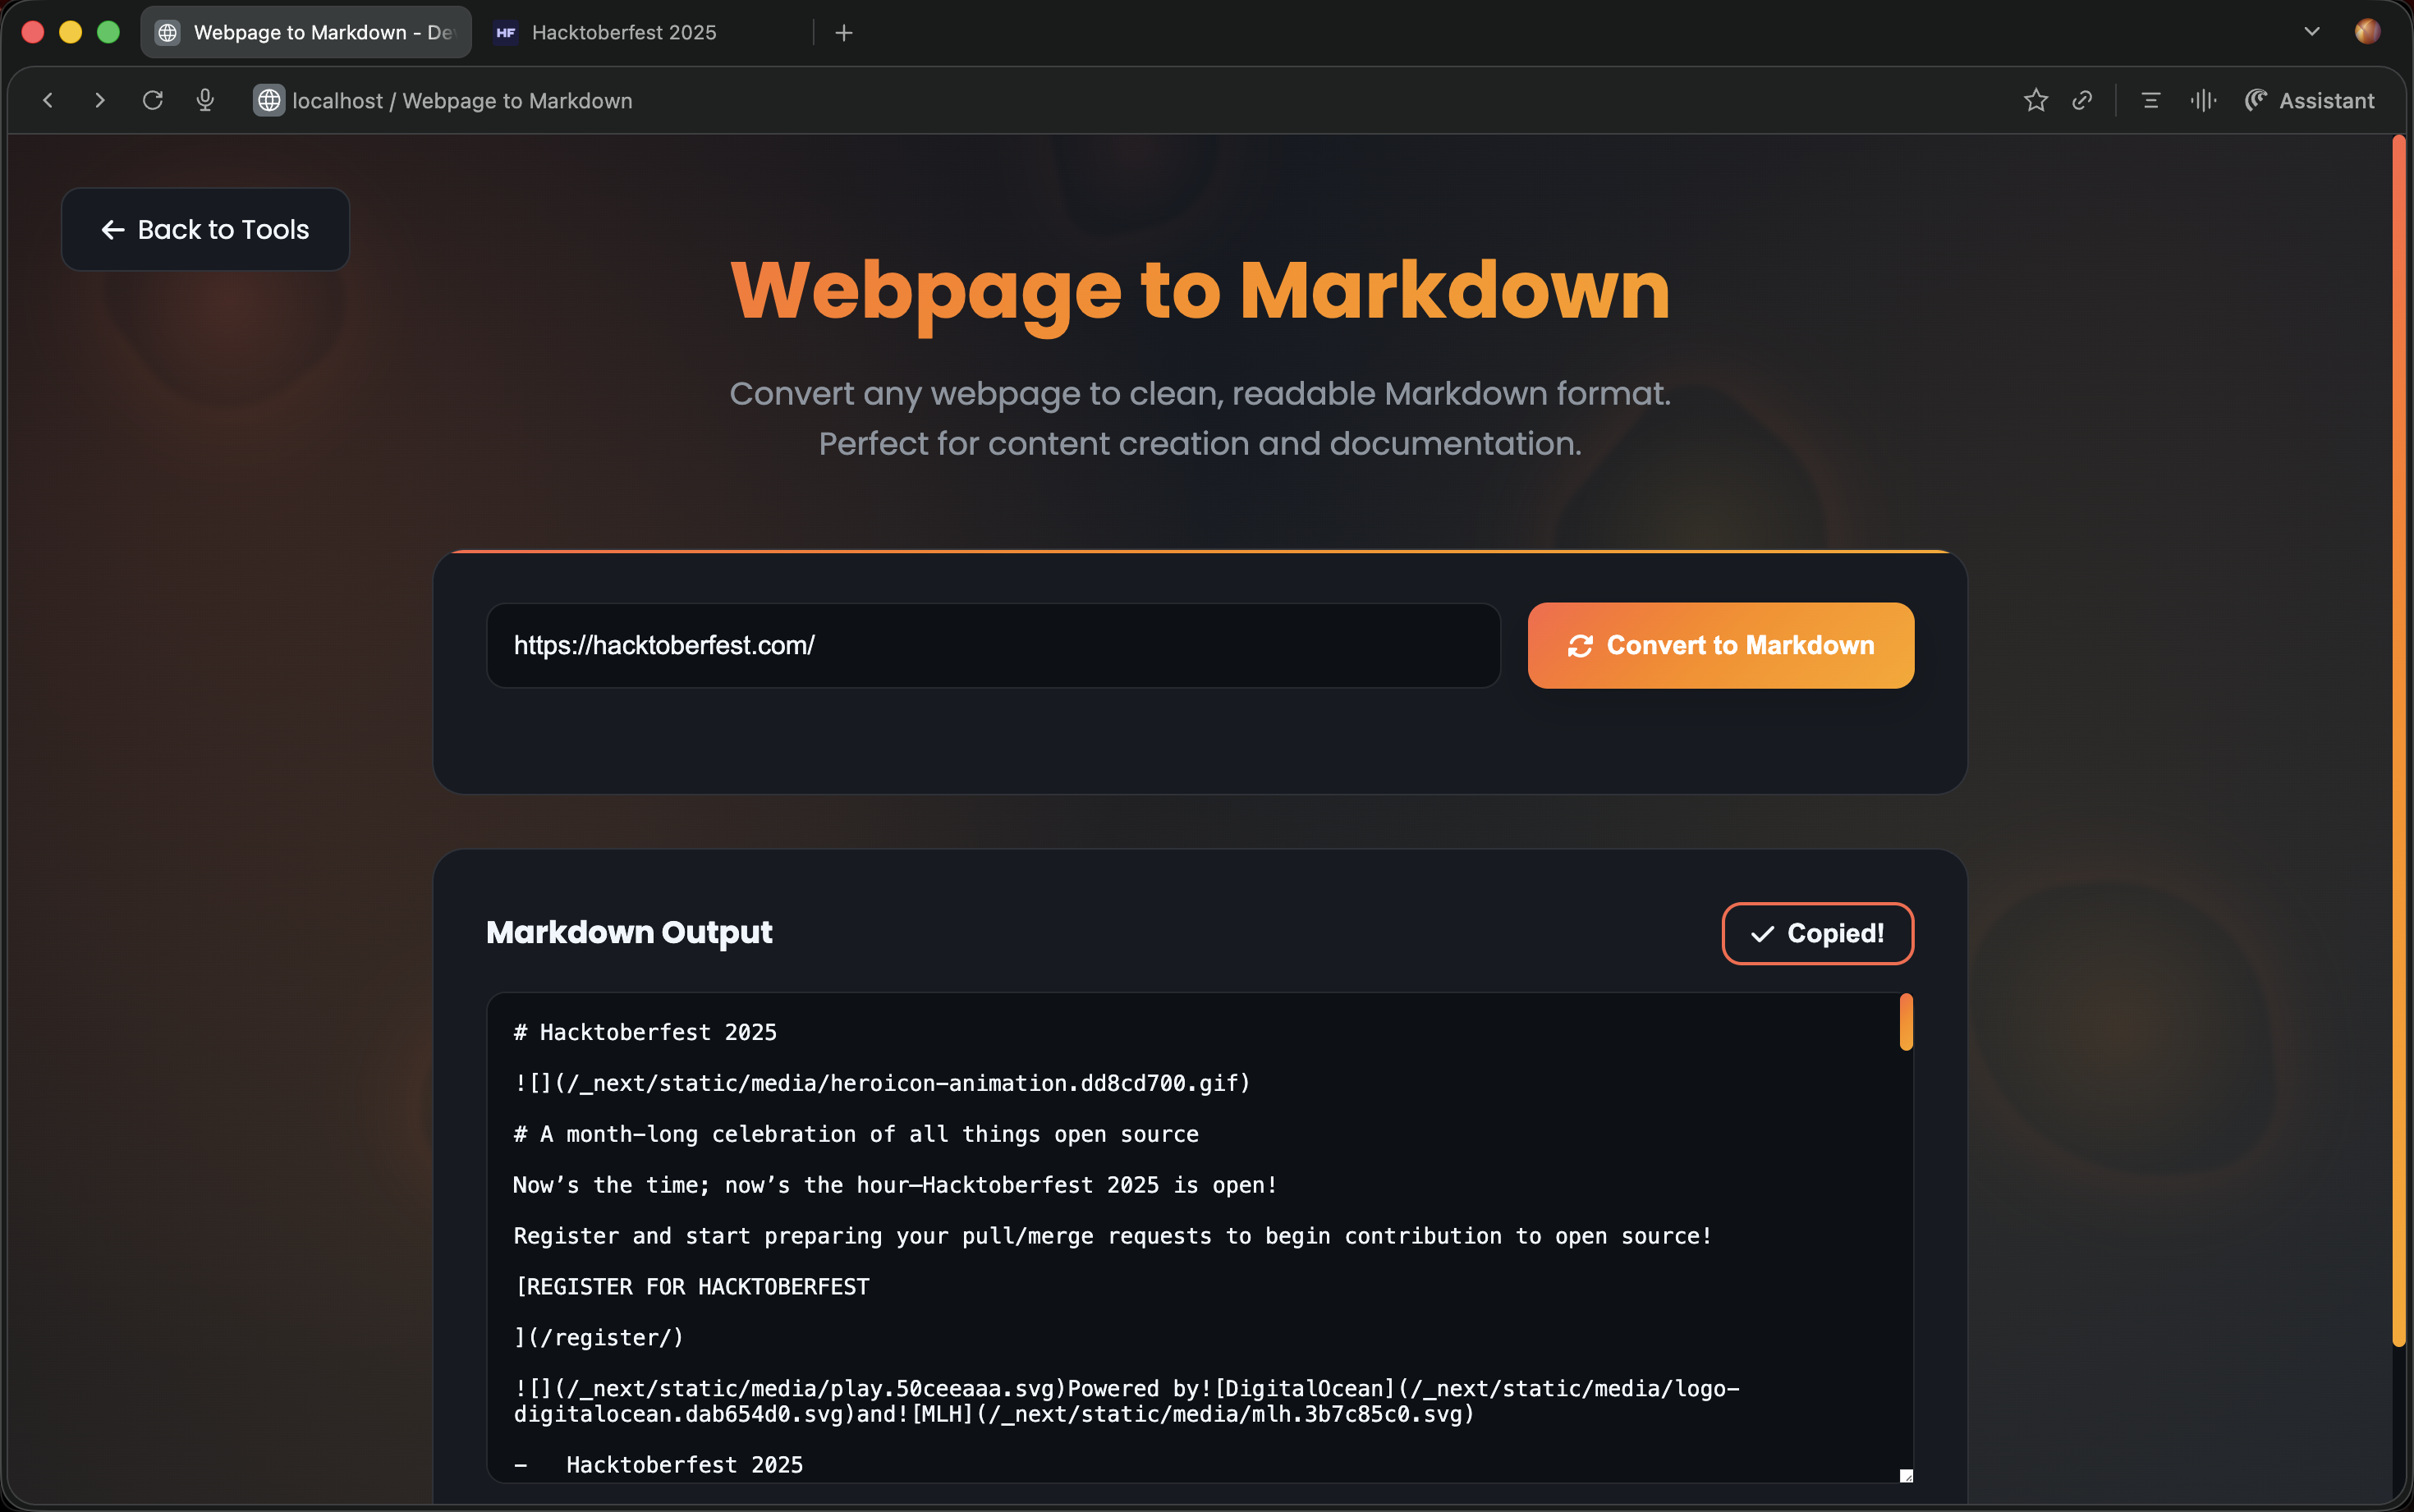 Webpage to Markdown - De
HF Hacktoberfest 2025
localhost / Webpage to Markdown
Assistant
← Back to Tools
Webpage to Markdown
Convert any webpage to clean, readable Markdown format.
Perfect for content creation and documentation.
https://hacktoberfest.com/
Convert to Markdown
Markdown Output
Copied!
# Hacktoberfest 2025
![](/_next/static/media/heroicon-animation.dd8cd700.gif)
# A month-long celebration of all things open source
Now’s the time; now’s the hour—Hacktoberfest 2025 is open!
Register and start preparing your pull/merge requests to begin contribution to open source!
[REGISTER FOR HACKTOBERFEST
](/register/)
![](/_next/static/media/play.50ceeaaa.svg)Powered by![DigitalOcean](/_next/static/media/logo-
digitalocean.dab654d0.svg)and![MLH](/_next/static/media/mlh.3b7c85c0.svg)
-   Hacktoberfest 2025